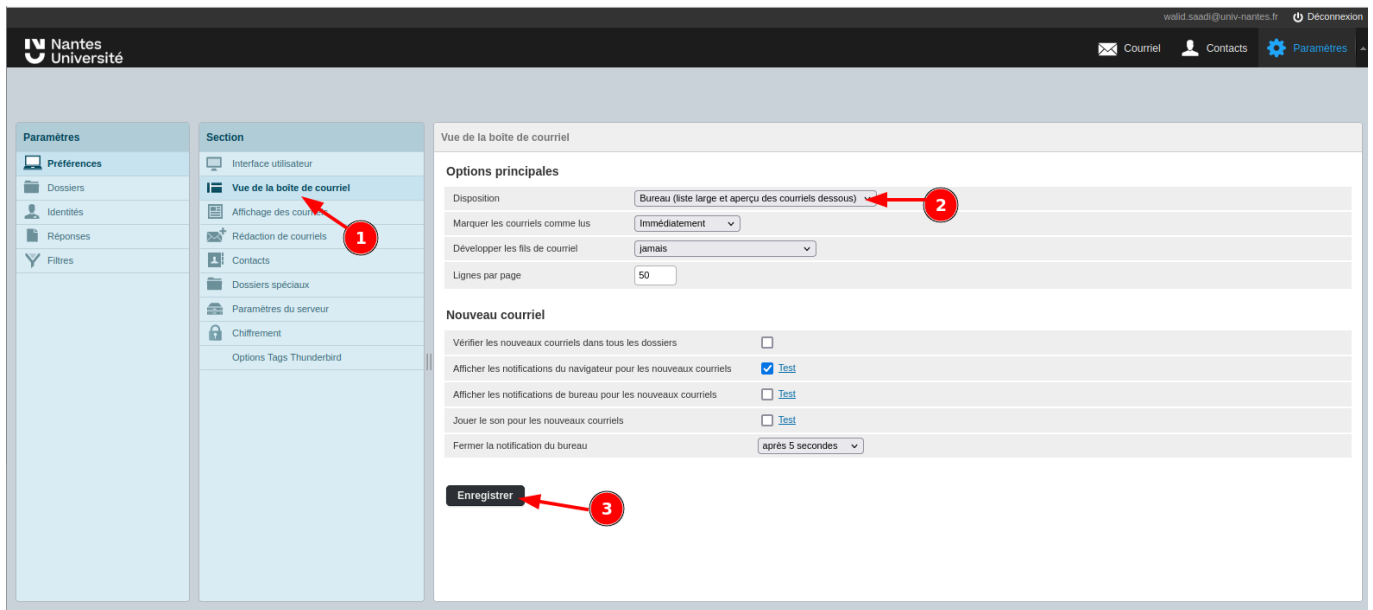 walid.saadi@univ-nantes.fr Déconnexion
Nantes
Université
Courriel Contacts Paramètres
Paramètres
Préférences
Dossiers
Identités
Réponses
Filtres
Section
Interface utilisateur
Vue de la boîte de courriel
Affichage des courriels
Rédaction de courriels
1
Contacts
Dossiers spéciaux
Paramètres du serveur
Chiffrement
Options Tags Thunderbird
Vue de la boîte de courriel
Options principales
Disposition Bureau (liste large et aperçu des courriels dessous)
2
Marquer les courriels comme lus Immédiatement
Développer les fils de courriel jamais
Lignes par page 50
Nouveau courriel
Vérifier les nouveaux courriels dans tous les dossiers
Afficher les notifications du navigateur pour les nouveaux courriels Test
Afficher les notifications de bureau pour les nouveaux courriels Test
Jouer le son pour les nouveaux courriels Test
Fermer la notification du bureau après 5 secondes
Enregistrer
3